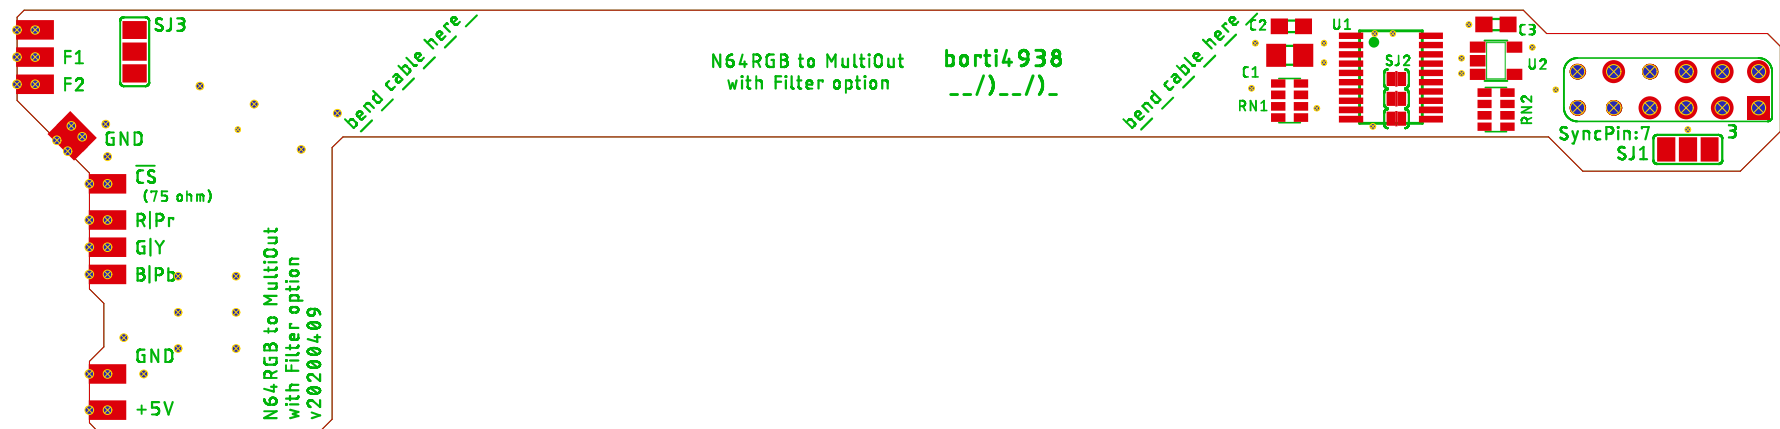 SJ3
F1
F2
GND
CS
(75 ohm)
R|Pr
G|Y
B|Pb
GND
+5V
N64RGB to MultiOut
with Filter option
v20200409
bend cable here
N64RGB to MultiOut
with Filter option
borti4938
__/)__/)_
bend cable here
C2
C1
RN1
U1
SJ2
C3
U2
RN2
SyncPin:7
3
SJ1